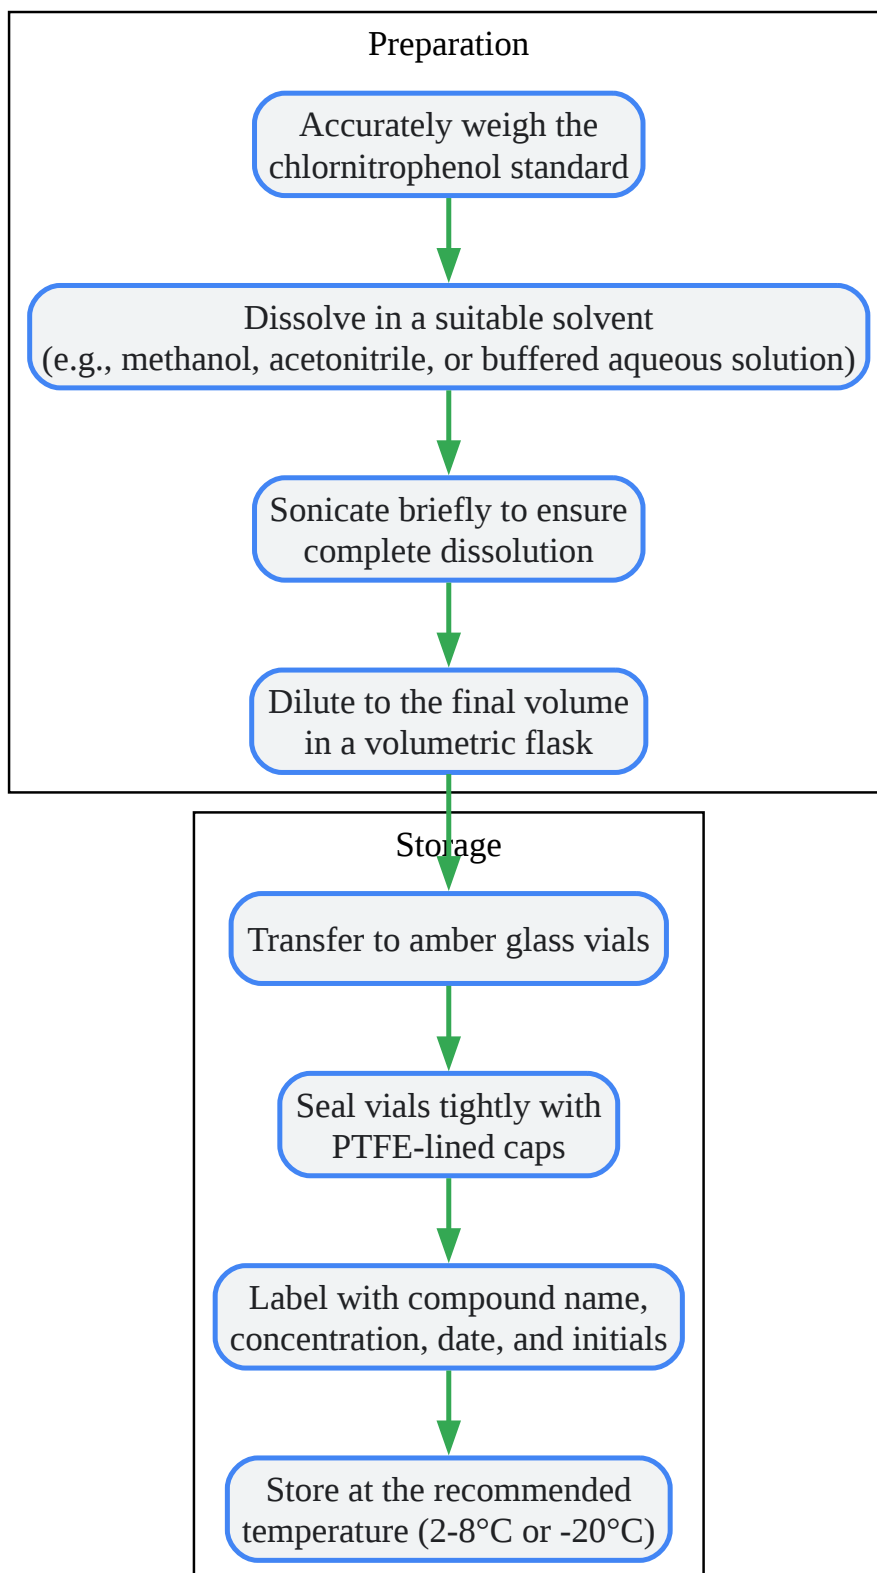 Preparation
Accurately weigh the
chlornitrophenol standard
Dissolve in a suitable solvent
(e.g., methanol, acetonitrile, or buffered aqueous solution)
Sonicate briefly to ensure
complete dissolution
Dilute to the final volume
in a volumetric flask
Storage
Transfer to amber glass vials
Seal vials tightly with
PTFE-lined caps
Label with compound name,
concentration, date, and initials
Store at the recommended
temperature (2-8°C or -20°C)